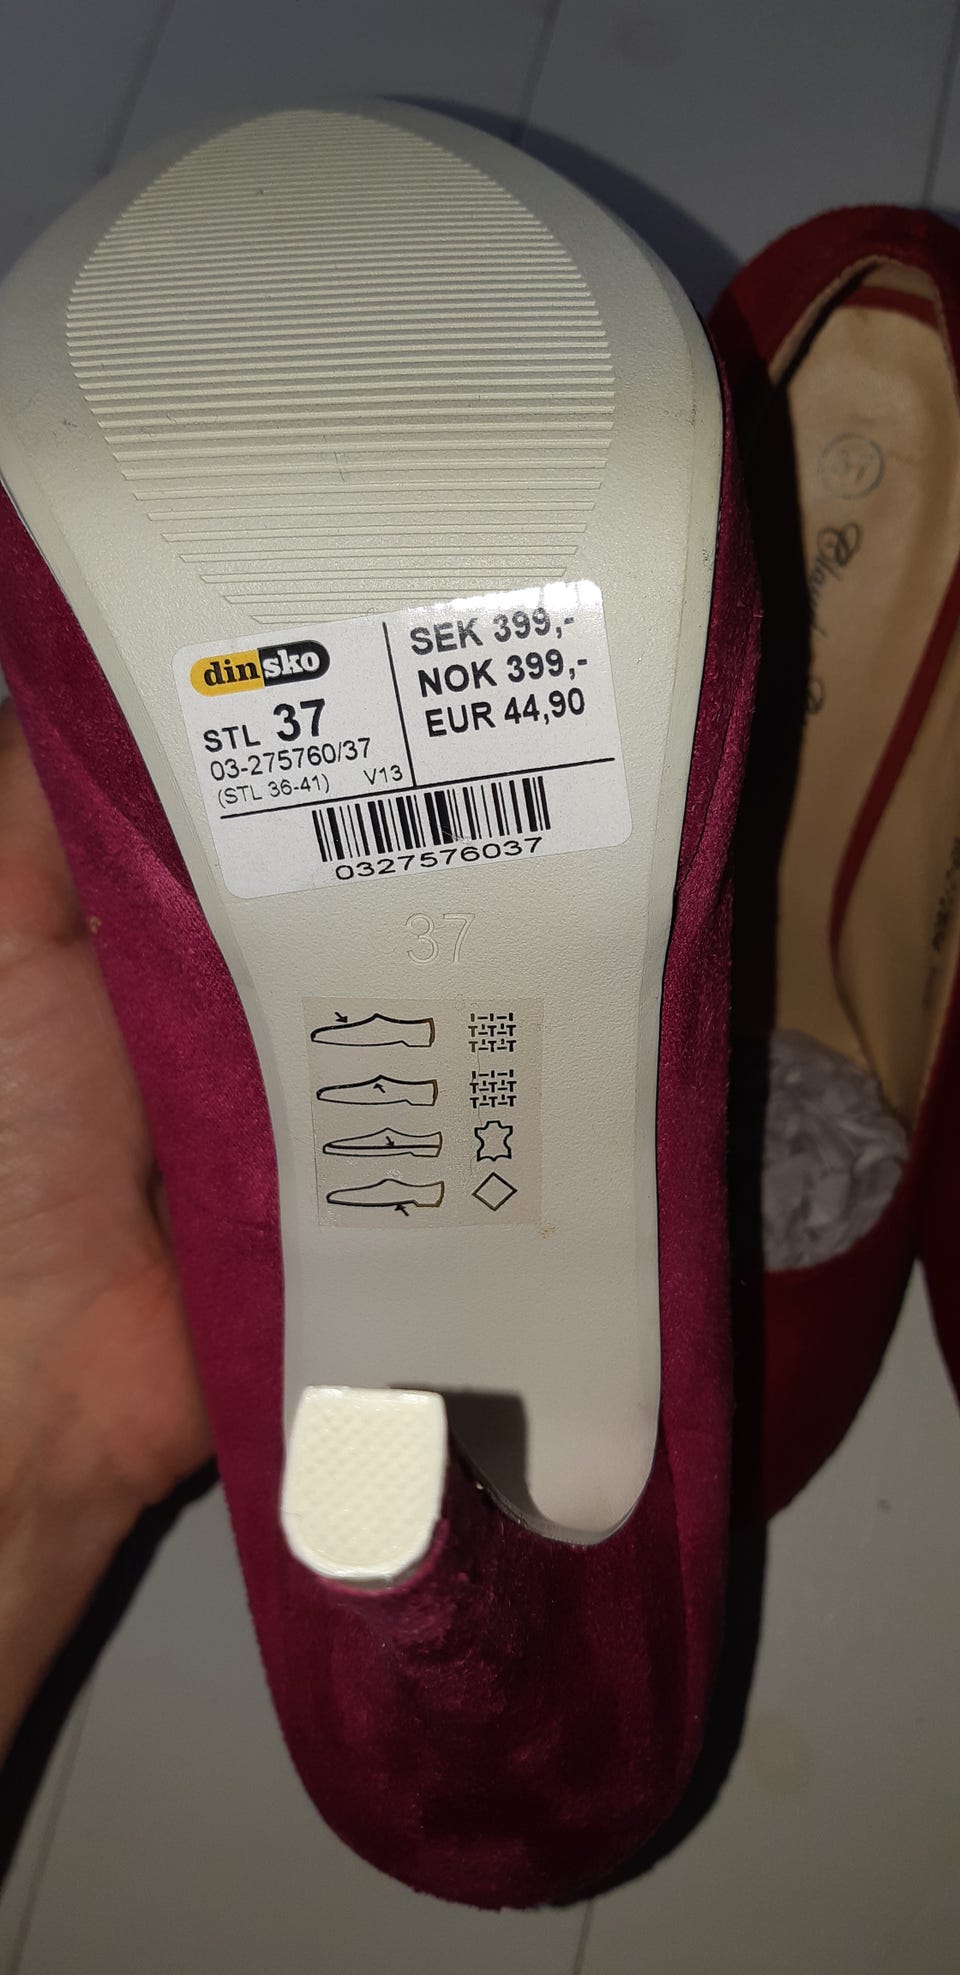 dinsko
STL 37
03-275760/37
(STL 36-41) V13
SEK 399,-
NOK 399,-
EUR 44,90
0327576037
37
37